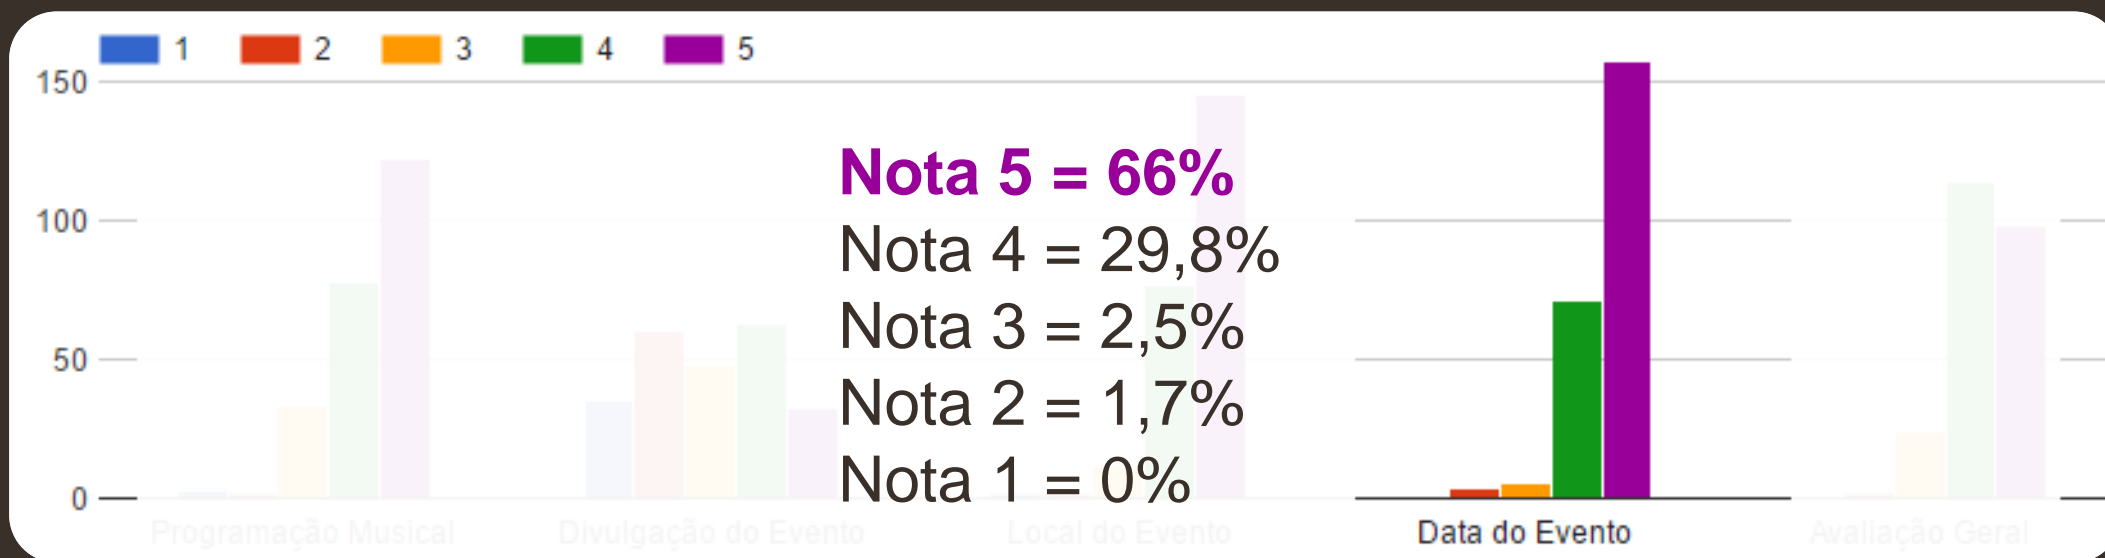 1 2 3 4 5
150
100
50
0
Nota 5 = 66%
Nota 4 = 29,8%
Nota 3 = 2,5%
Nota 2 = 1,7%
Nota 1 = 0%
Programação Musical Divulgação do Evento Local do Evento Data do Evento Avaliação Geral